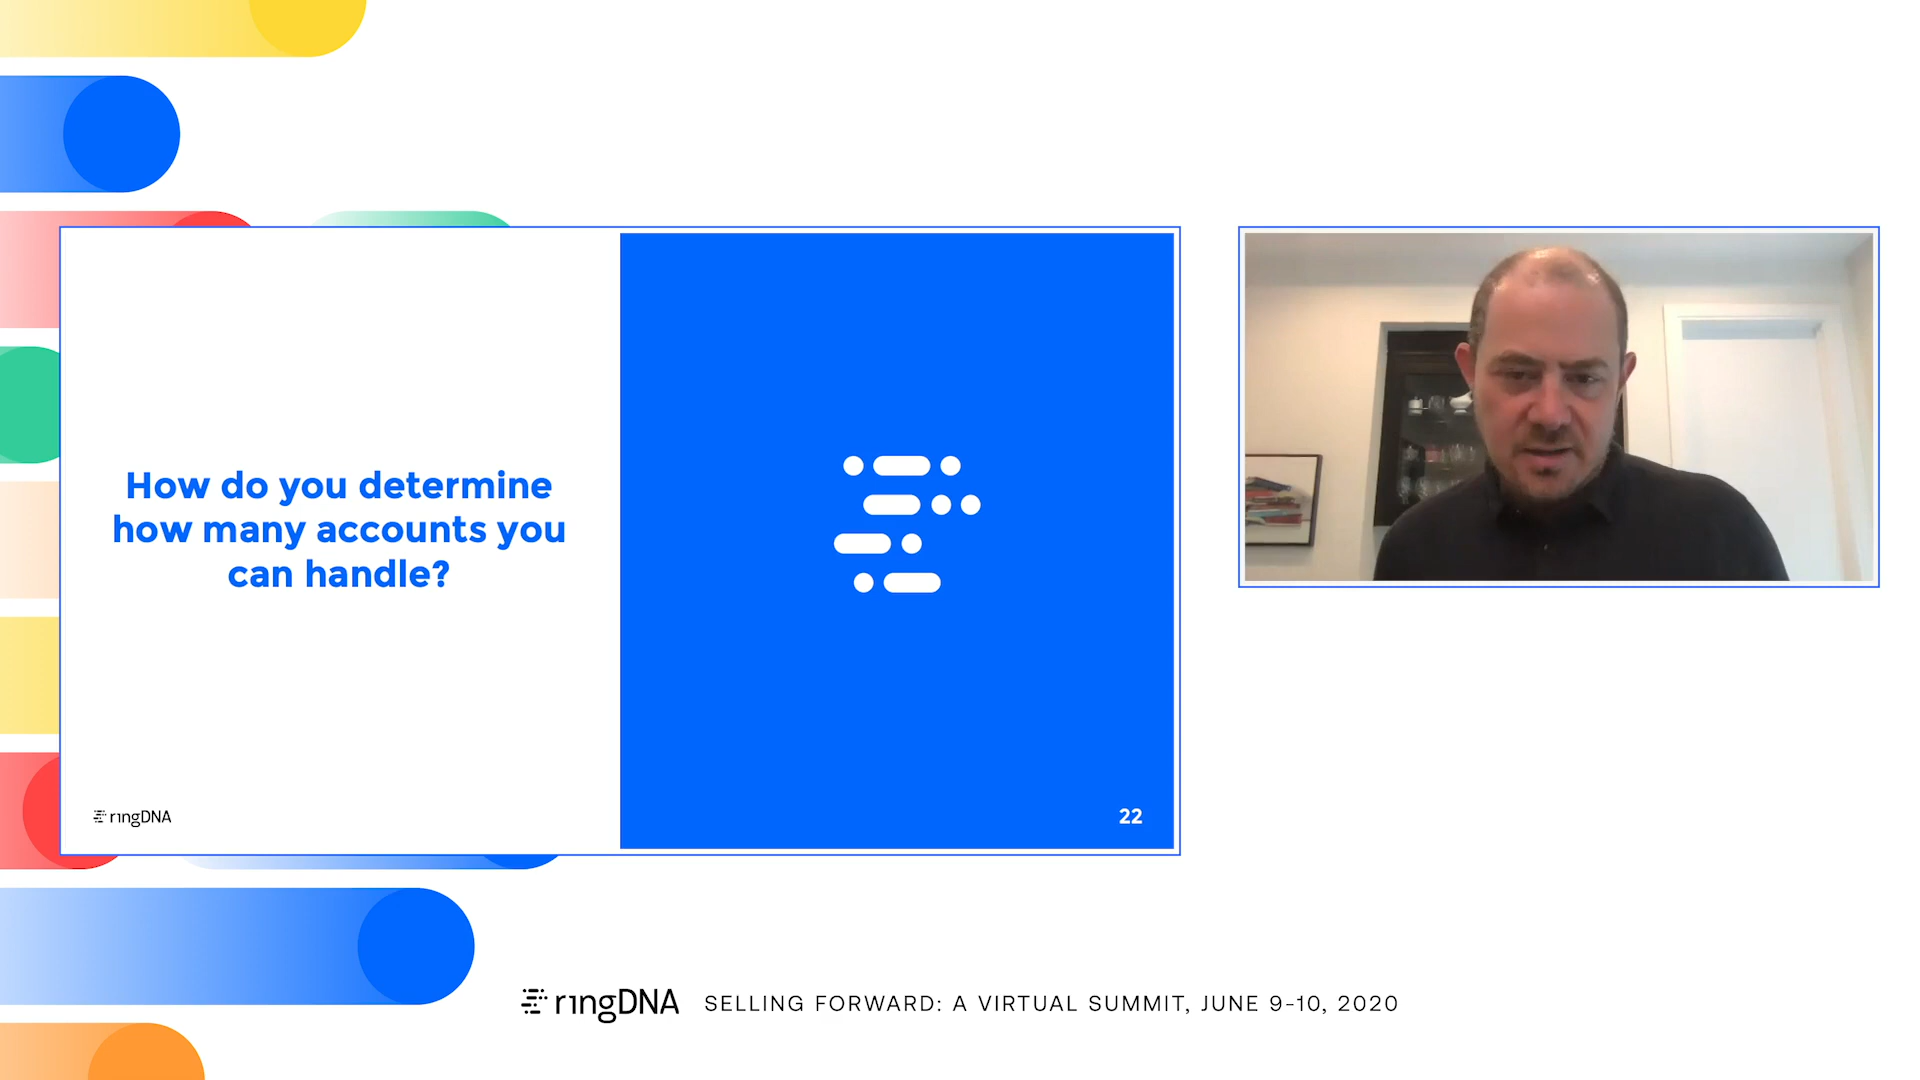 How do you determine
how many accounts you
can handle?
ringDNA
22
ringDNA SELLING FORWARD: A VIRTUAL SUMMIT, JUNE 9-10, 2020